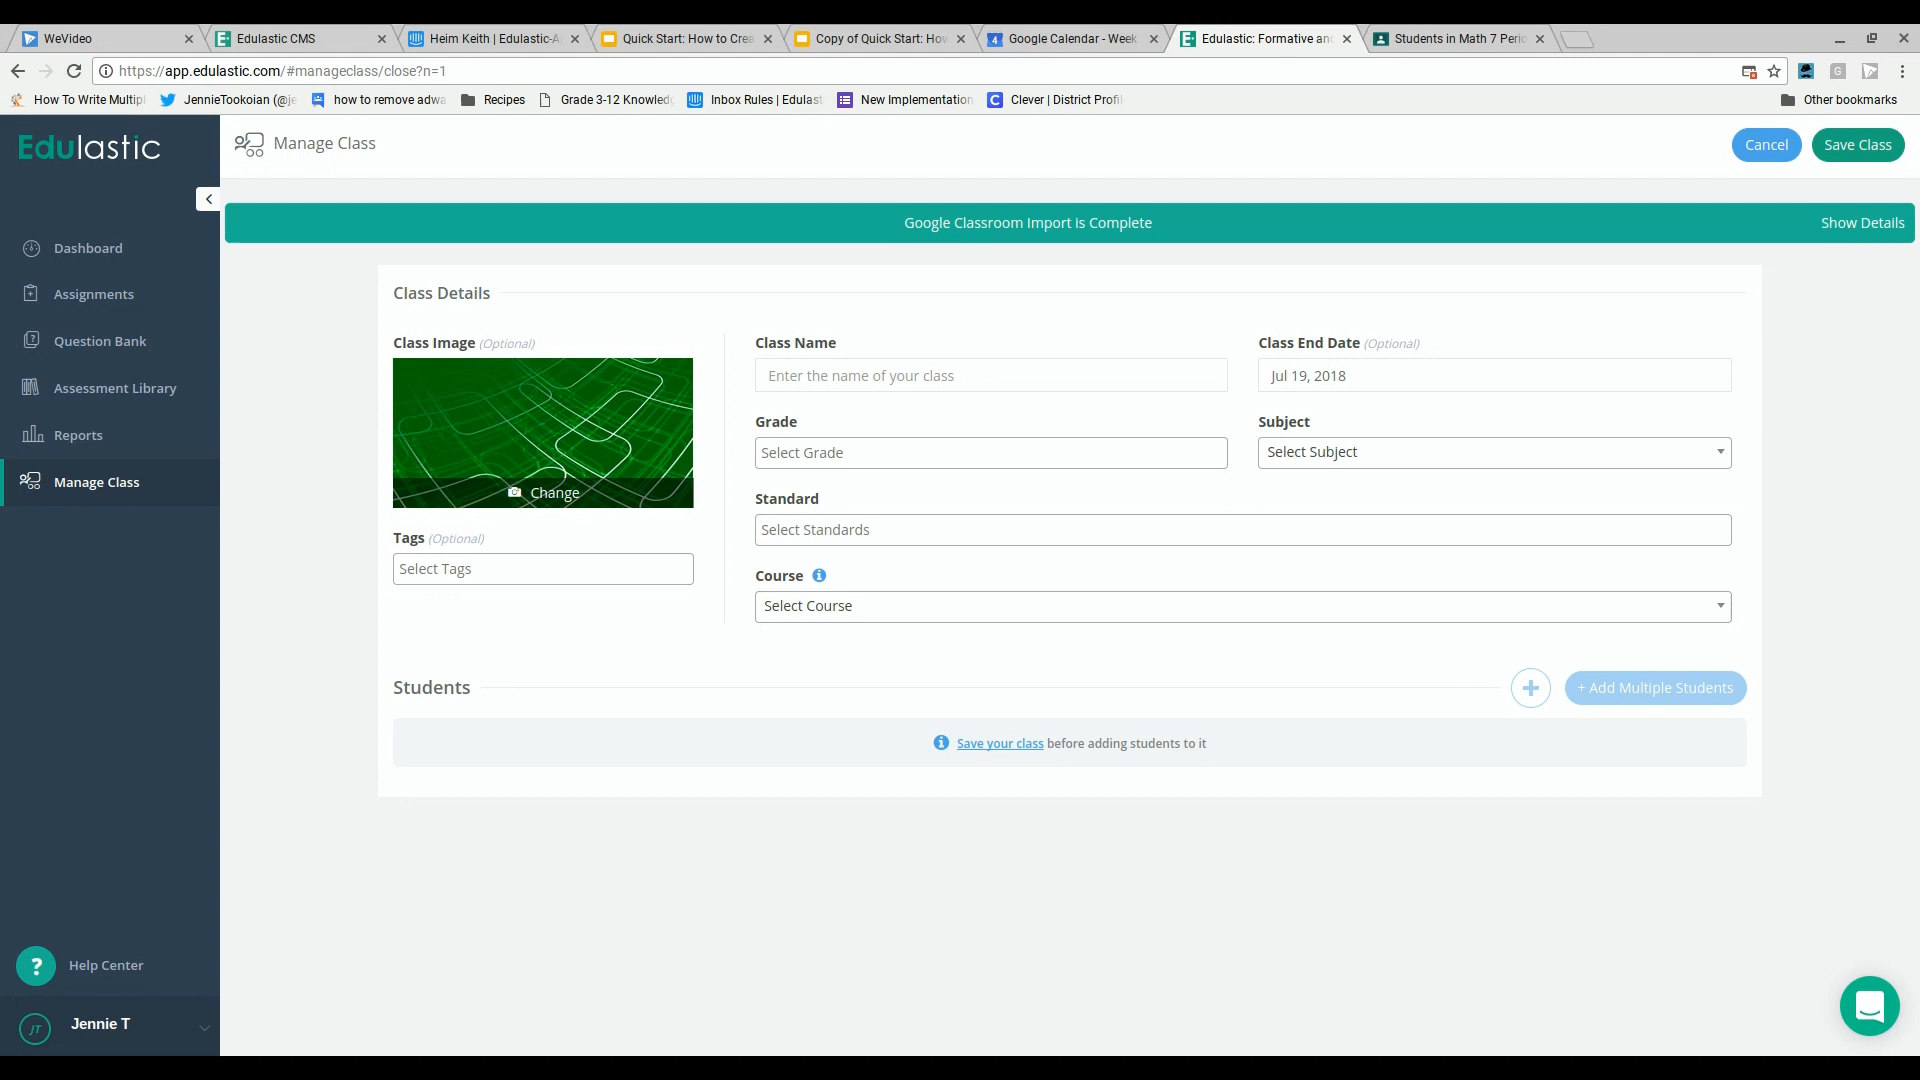 WeVideo
Edulastic CMS
Heim Keith | Edulastic-A
Quick Start: How to Crea
Copy of Quick Start: How
4
Google Calendar - Week
Edulastic: Formative an
Students in Math 7 Perio
https://app.edulastic.com/#manageclass/close?n=1
How To Write Multipl
JennieTookoian (@je
how to remove adwa
Recipes
Grade 3-12 Knowledg
Inbox Rules | Edulast
New Implementation
Clever | District Profil
Other bookmarks
Edulastic
Manage Class
Cancel
Save Class
Google Classroom Import is Complete
Show Details
Dashboard
Assignments
Question Bank
Assessment Library
Reports
Manage Class
Class Details
Class Image (Optional)
Change
Tags (Optional)
Select Tags
Class Name
Enter the name of your class
Class End Date (Optional)
Jul 19, 2018
Grade
Select Grade
Subject
Select Subject
Standard
Select Standards
Course
Select Course
Students
+ Add Multiple Students
Save your class before adding students to it
? Help Center
JT Jennie T